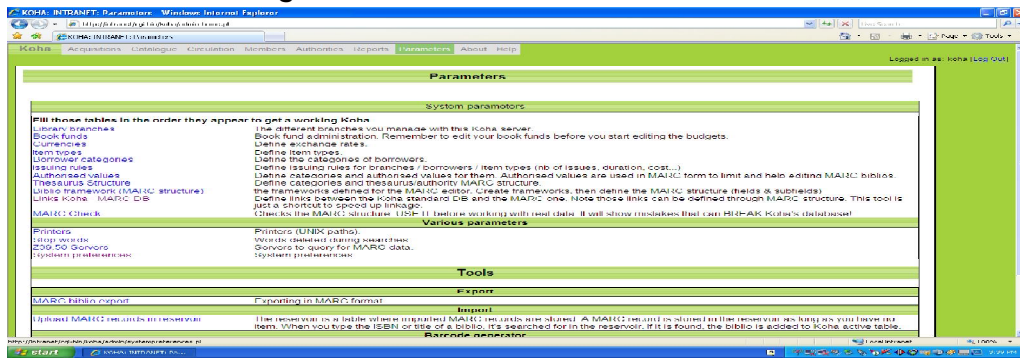 KOHA: INTRANET: Parameters - Windows Internet Explorer
KOHA: INTRANET: Parameters
Page Tools
Koha Acquisitions Catalogue Circulation Members Authorities Reports Parameters About Help
Logged in as: koha [Log Out]
Parameters
System parameters
Fill those tables in the order they appear to get a working Koha
Library branches The different branches you manage with this Koha server.
Book funds Book fund administration. Remember to edit your book funds before you start editing the budgets.
Currencies Define exchange rates.
Item types Define item types.
Borrower categories Define the categories of borrowers.
Issuing rules Define issuing rules for branches / borrowers / item types (nb of issues, duration, cost...)
Authorised values Define categories and authorised values for them. Authorised values are used in MARC form to limit and help editing MARC biblios.
Thesaurus Structure Define categories and thesaurus/authority MARC structure.
Biblio framework (MARC structure) the frameworks defined for the MARC editor. Create frameworks, then define the MARC structure (fields & subfields)
Links Koha - MARC DB Define links between the Koha standard DB and the MARC one. Note those links can be defined through MARC structure. This tool is
just a shortcut to speed up linkage.
MARC Check Checks the MARC structure. USE IT before working with real data. It will show mistakes that can BREAK Koha's database!
Various parameters
Printers Printers (UNIX paths).
Stop words Words deleted during searches
Z39.50 Servers Servers to query for MARC data.
System preferences System preferences
Tools
Export
MARC biblio export Exporting in MARC format
Import
Upload MARC records in reservoir The reservoir is a table where imported MARC records are stored. A MARC record is stored in the reservoir as long as you have no
item. When you type the ISBN or title of a biblio, it's searched for in the reservoir. If it is found, the biblio is added to Koha active table.
Barcode generator
Local intranet 100%
start KOHA: INTRANET: Pa...